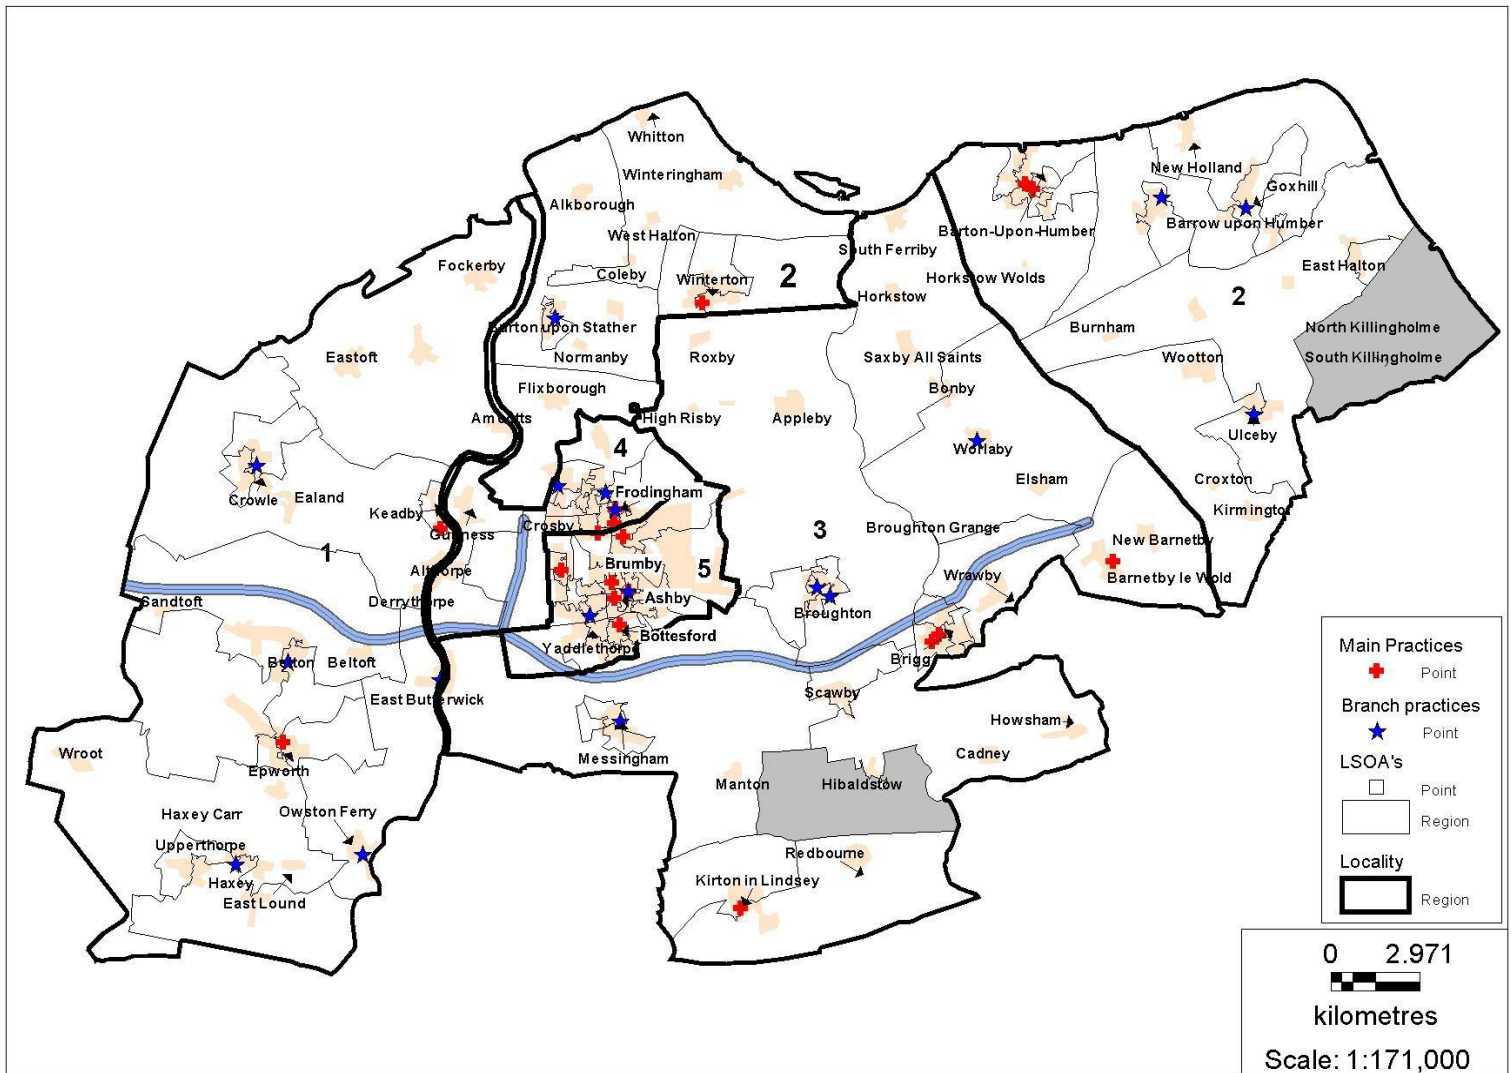 Whitton
Winteringham
Alkborough
West Halton
Coleby
Fockerby
Winterton
2
Burton upon Stather
Normanby
Roxby
Eastoft
Flixborough
Amcotts
High Risby
Appleby
New Holland
Goxhill
Barrow upon Humber
Barton-Upon-Humber
South Ferriby
East Halton
Horkstow Wolds
Horkstow
2
Burnham
North Killingholme
South Killingholme
Wootton
Saxby All Saints
Bonby
Worlaby
Ulceby
Elsham
Croxton
Kirmington
4
Frodingham
Crosby
Crowle
Ealand
Keadby
Gunness
1
Althorpe
Derrythorpe
Sandtoft
Brumby
5
Ashby
Bottesford
Yaddlethorpe
3
Broughton Grange
New Barnetby
Barnetby le Wold
Wrawby
Broughton
Brigg
Scawby
Belton
Beltoft
East Butterwick
Messingham
Howsham
Cadney
Manton
Hibaldstow
Wroot
Epworth
Haxey Carr
Owston Ferry
Upperthorpe
Haxey
East Lound
Redbourne
Kirton in Lindsey
Main Practices
Point
Branch practices
Point
LSOA's
Point
Region
Locality
Region
0 2.971
kilometres
Scale: 1:171,000